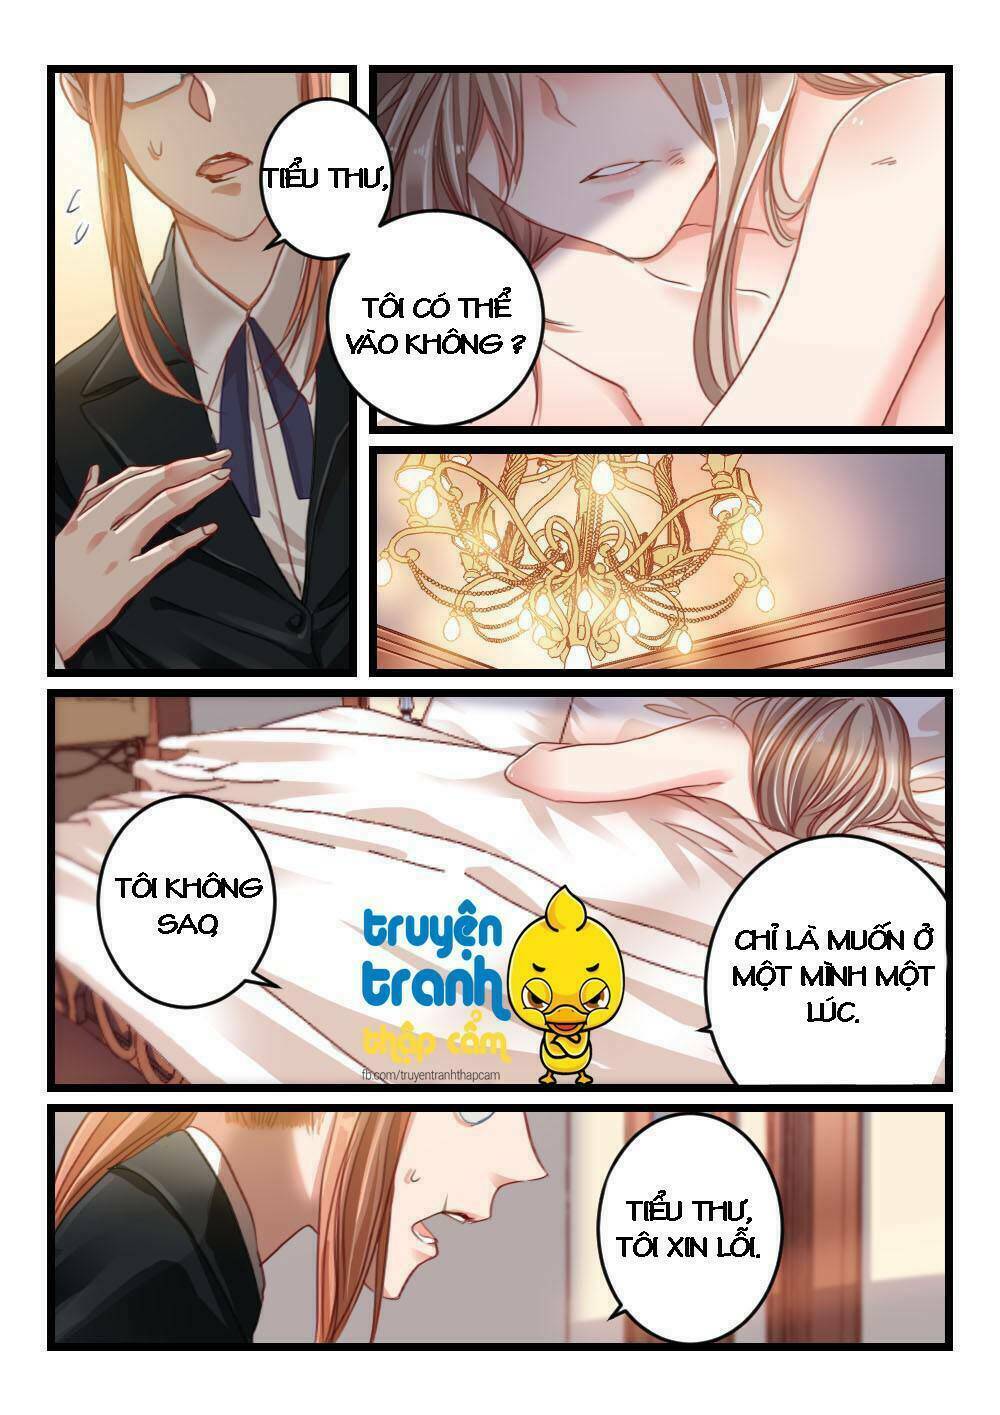 TIỂU THƯ,
TÔI CÓ THỂ
VÀO KHÔNG ?
TÔI KHÔNG
SAO,
CHỈ LÀ MUỐN Ở
MỘT MÌNH MỘT
LÚC.
truyện
tranh
thập cẩm
fb.com/truyentranhthapcam
TIỂU THƯ,
TÔI XIN LỖI.